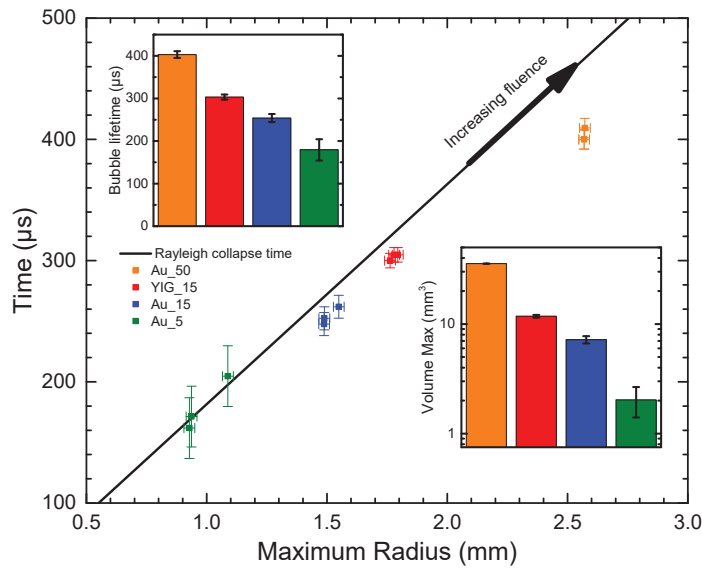 500
400
300
200
100
Time (µs)
0.5
1.0
1.5
2.0
2.5
3.0
Maximum Radius (mm)
Increasing fluence
400
300
200
100
0
Bubble lifetime (µs)
Rayleigh collapse time
Au_50
YIG_15
Au_15
Au_5
10
1
Volume Max (mm³)